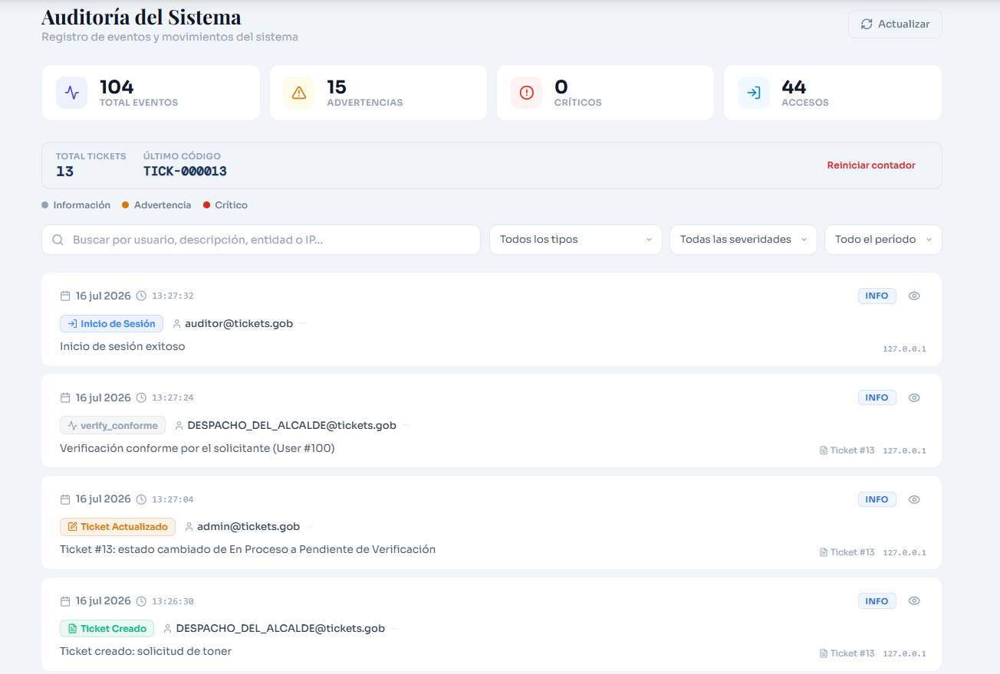 Auditoría del Sistema
Registro de eventos y movimientos del sistema
Actualizar
104
TOTAL EVENTOS
15
ADVERTENCIAS
0
CRÍTICOS
44
ACCESOS
TOTAL TICKETS
13
ÚLTIMO CÓDIGO
TICK-000013
Reiniciar contador
Información
Advertencia
Crítico
Buscar por usuario, descripción, entidad o IP...
Todos los tipos
Todas las severidades
Todo el período
16 jul 2026 13:27:32
INFO
Inicio de Sesión auditor@tickets.gob —
Inicio de sesión exitoso
127.0.0.1
16 jul 2026 13:27:24
INFO
verify_conforme DESPACHO_DEL_ALCALDE@tickets.gob —
Verificación conforme por el solicitante (User #100)
Ticket #13 127.0.0.1
16 jul 2026 13:27:04
INFO
Ticket Actualizado admin@tickets.gob —
Ticket #13: estado cambiado de En Proceso a Pendiente de Verificación
Ticket #13 127.0.0.1
16 jul 2026 13:26:30
INFO
Ticket Creado DESPACHO_DEL_ALCALDE@tickets.gob —
Ticket creado: solicitud de toner
Ticket #13 127.0.0.1